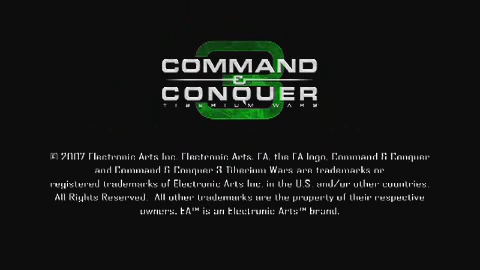 3
COMMAND
&
CONQUER
TIBERIUM WARS
© 2007 Electronic Arts Inc. Electronic Arts, EA, the EA logo, Command & Conquer
and Command & Conquer 3 Tiberium Wars are trademarks or
registered trademarks of Electronic Arts Inc. in the U.S. and/or other countries.
All Rights Reserved. All other trademarks are the property of their respective
owners. EA™ is an Electronic Arts™ brand.